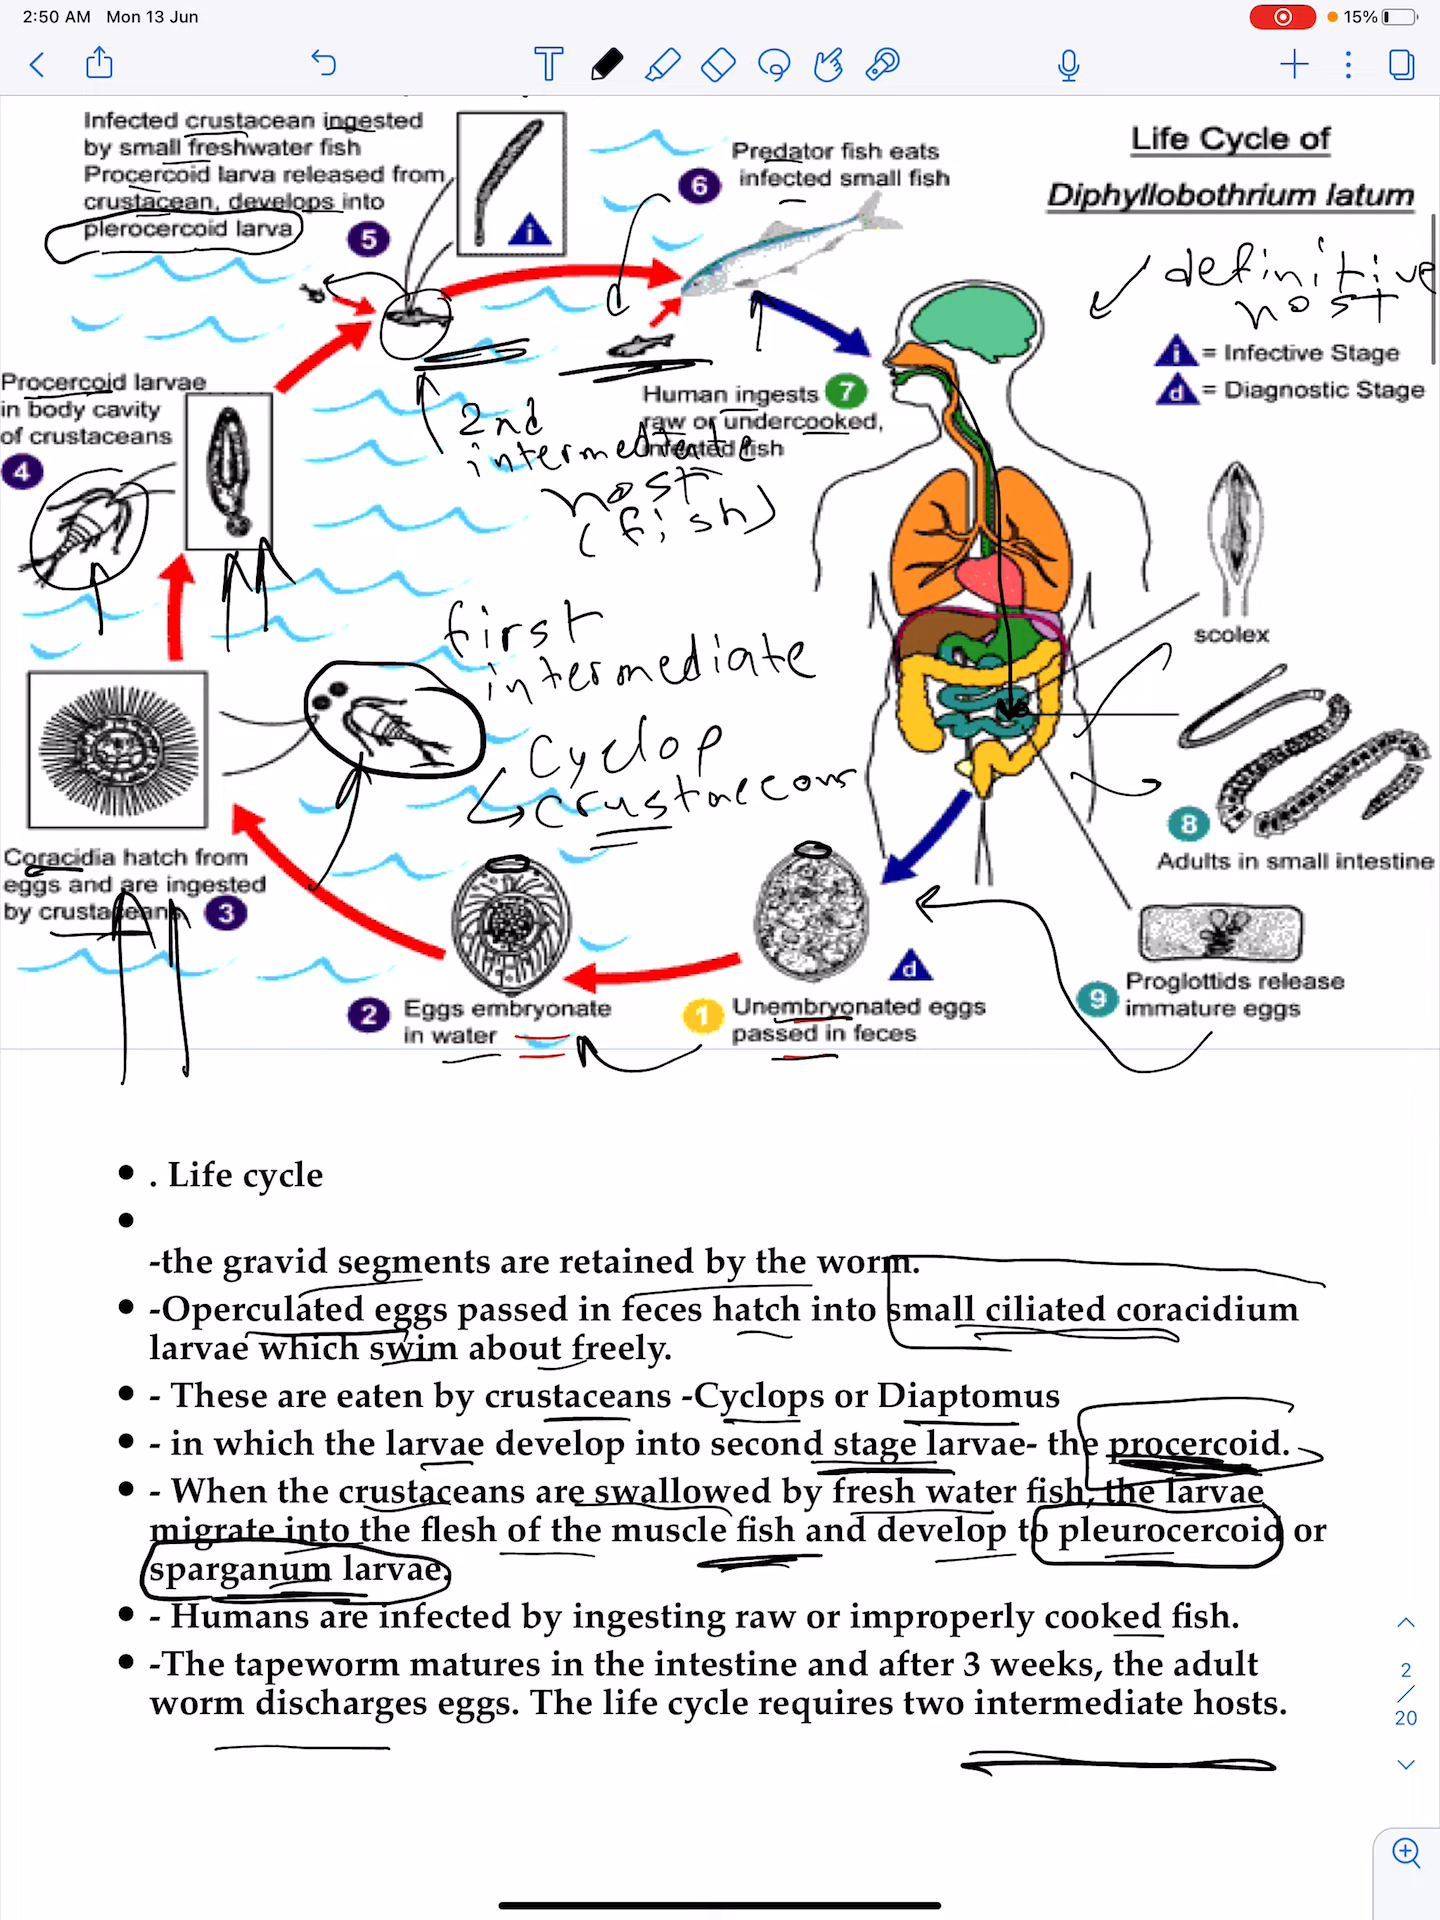 2:50 AM Mon 13 Jun
15%
Infected crustacean ingested
by small freshwater fish
Procercoid larva released from
crustacean, develops into
plerocercoid larva
5
i
6
Predator fish eats
infected small fish
Life Cycle of
Diphyllobothrium latum
definitive
host
i = Infective Stage
d = Diagnostic Stage
Procercoid larvae
in body cavity
of crustaceans
4
Human ingests 7
raw or undercooked,
infected fish
2nd
intermediate
host
(fish)
first
intermediate
Cyclop
crustaeceans
scolex
8
Adults in small intestine
Coracidia hatch from
eggs and are ingested
by crustaceans 3
d
2 Eggs embryonate
in water
1 Unembryonated eggs
passed in feces
9 Proglottids release
immature eggs
• . Life cycle
•
-the gravid segments are retained by the worm.
• -Operculated eggs passed in feces hatch into small ciliated coracidium
larvae which swim about freely.
• - These are eaten by crustaceans -Cyclops or Diaptomus
• - in which the larvae develop into second stage larvae- the procercoid.
• - When the crustaceans are swallowed by fresh water fish, the larvae
migrate into the flesh of the muscle fish and develop to pleurocercoid or
sparganum larvae.
• - Humans are infected by ingesting raw or improperly cooked fish.
• -The tapeworm matures in the intestine and after 3 weeks, the adult
worm discharges eggs. The life cycle requires two intermediate hosts.
2
/
20